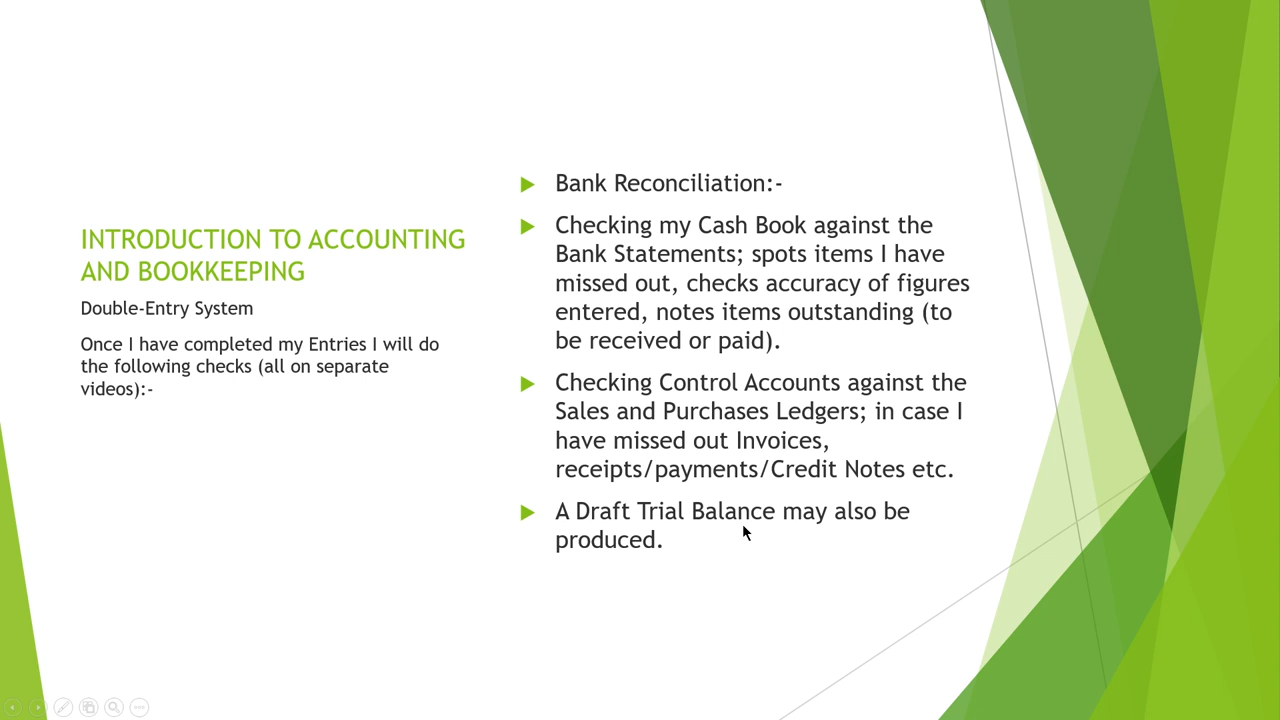 INTRODUCTION TO ACCOUNTING
AND BOOKKEEPING
Double-Entry System
Once I have completed my Entries I will do
the following checks (all on separate
videos):-
Bank Reconciliation:-
Checking my Cash Book against the
Bank Statements; spots items I have
missed out, checks accuracy of figures
entered, notes items outstanding (to
be received or paid).
Checking Control Accounts against the
Sales and Purchases Ledgers; in case I
have missed out Invoices,
receipts/payments/Credit Notes etc.
A Draft Trial Balance may also be
produced.